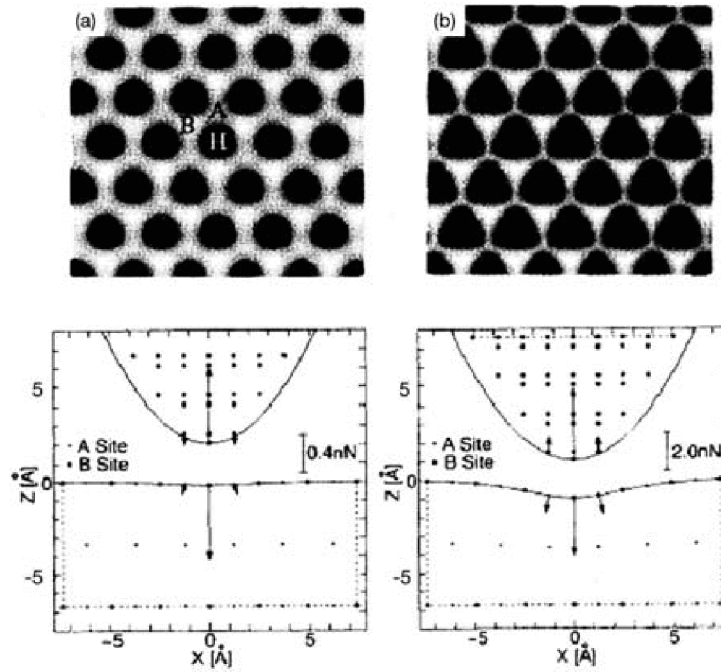 (a)
(b)
B A
H
5
0
-5
Z [Å]
A Site
B Site
0.4nN
-5 0 5
X [Å]
5
0
-5
Z [Å]
A Site
B Site
2.0nN
-5 0 5
X [Å]